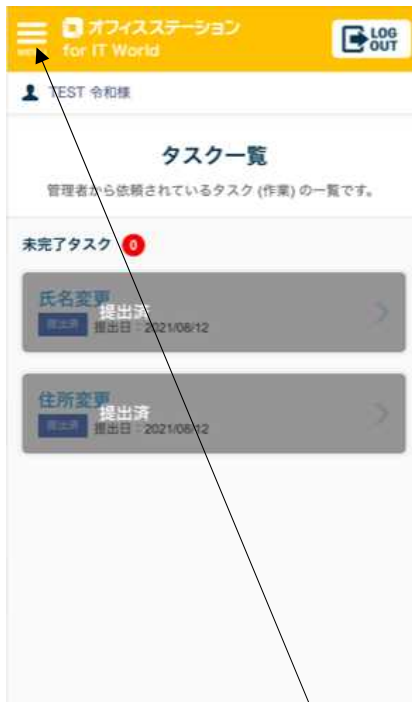 オフィスステーション
for IT World
LOG
OUT
TEST 令和様
タスク一覧
管理者から依頼されているタスク (作業) の一覧です。
未完了タスク 0
氏名変更
提出済
提出済 提出日：2021/08/12
住所変更
提出済
提出済 提出日：2021/08/12